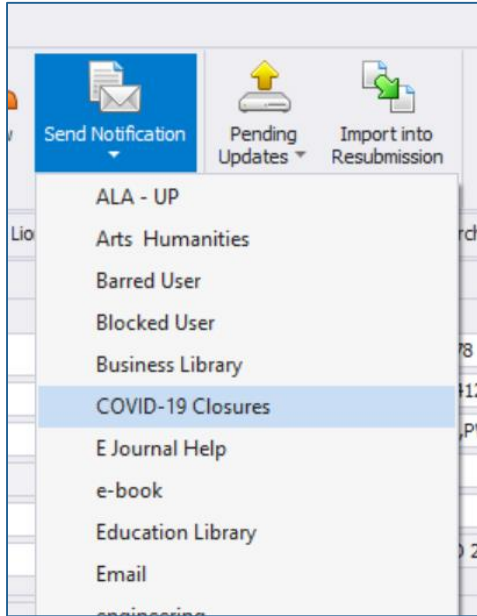 Send Notification
Pending
Updates
Import into
Resubmission
ALA - UP
Arts Humanities
Barred User
Blocked User
Business Library
COVID-19 Closures
E Journal Help
e-book
Education Library
Email
engineering